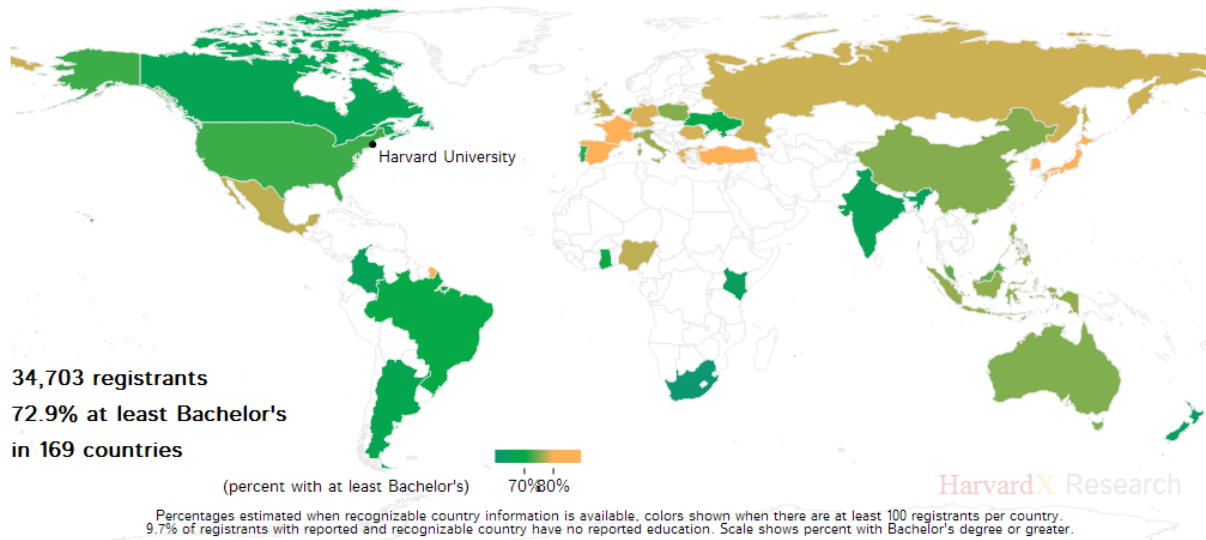 Harvard University
34,703 registrants
72.9% at least Bachelor's
in 169 countries
(percent with at least Bachelor's)
70%
80%
HarvardX Research
Percentages estimated when recognizable country information is available, colors shown when there are at least 100 registrants per country.
9.7% of registrants with reported and recognizable country have no reported education. Scale shows percent with Bachelor's degree or greater.